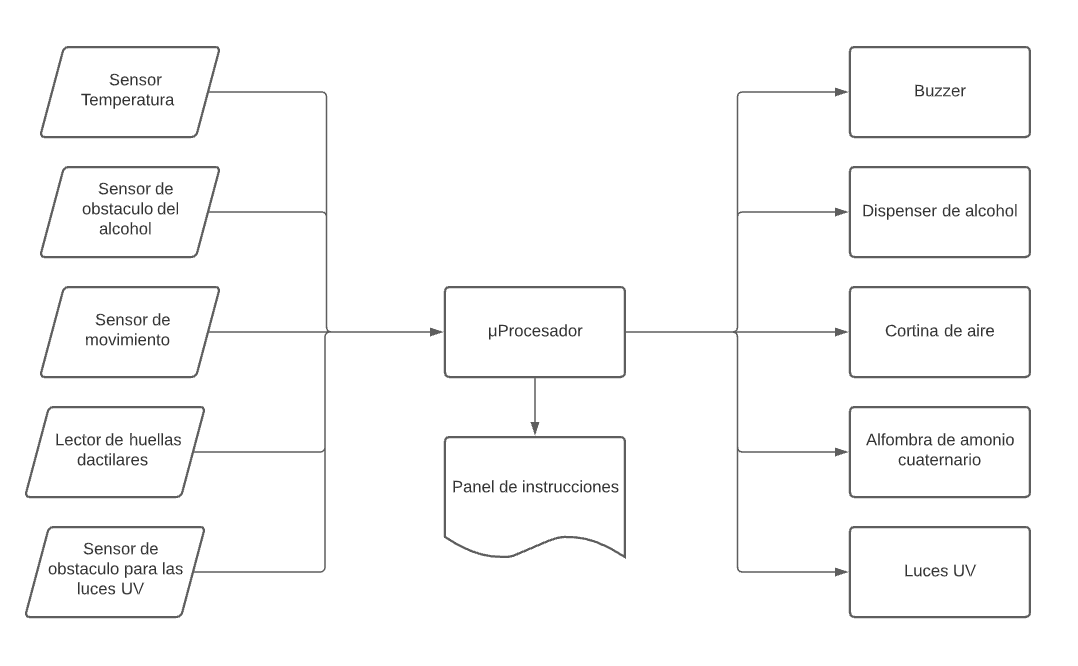 Sensor
Temperatura
Sensor de
obstaculo del
alcohol
Sensor de
movimiento
Lector de huellas
dactilares
Sensor de
obstaculo para las
luces UV
μProcesador
Panel de instrucciones
Buzzer
Dispenser de alcohol
Cortina de aire
Alfombra de amonio
cuaternario
Luces UV